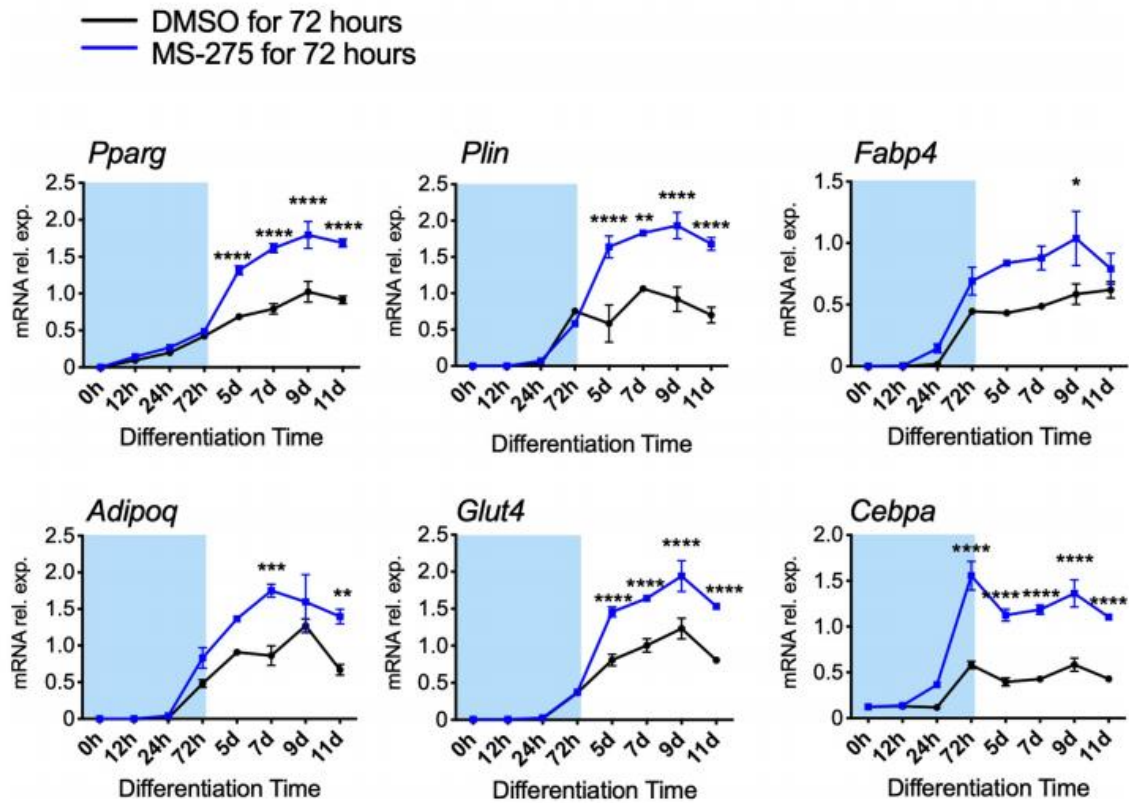 DMSO for 72 hours
MS-275 for 72 hours
Pparg
2.5
2.0
1.5
1.0
0.5
0
mRNA rel. exp.
****
****
****
****
0h 12h 24h 72h 5d 7d 9d 11d
Differentiation Time
Plin
2.5
2.0
1.5
1.0
0.5
0
mRNA rel. exp.
****
**
****
****
0h 12h 24h 72h 5d 7d 9d 11d
Differentiation Time
Fabp4
1.5
1.0
0.5
0
mRNA rel. exp.
*
0h 12h 24h 72h 5d 7d 9d 11d
Differentiation Time
Adipoq
2.5
2.0
1.5
1.0
0.5
0
mRNA rel. exp.
***
**
0h 12h 24h 72h 5d 7d 9d 11d
Differentiation Time
Glut4
2.5
2.0
1.5
1.0
0.5
0
mRNA rel. exp.
****
****
****
****
0h 12h 24h 72h 5d 7d 9d 11d
Differentiation Time
Cebpa
2.0
1.5
1.0
0.5
0
mRNA rel. exp.
****
****
****
****
****
0h 12h 24h 72h 5d 7d 9d 11d
Differentiation Time